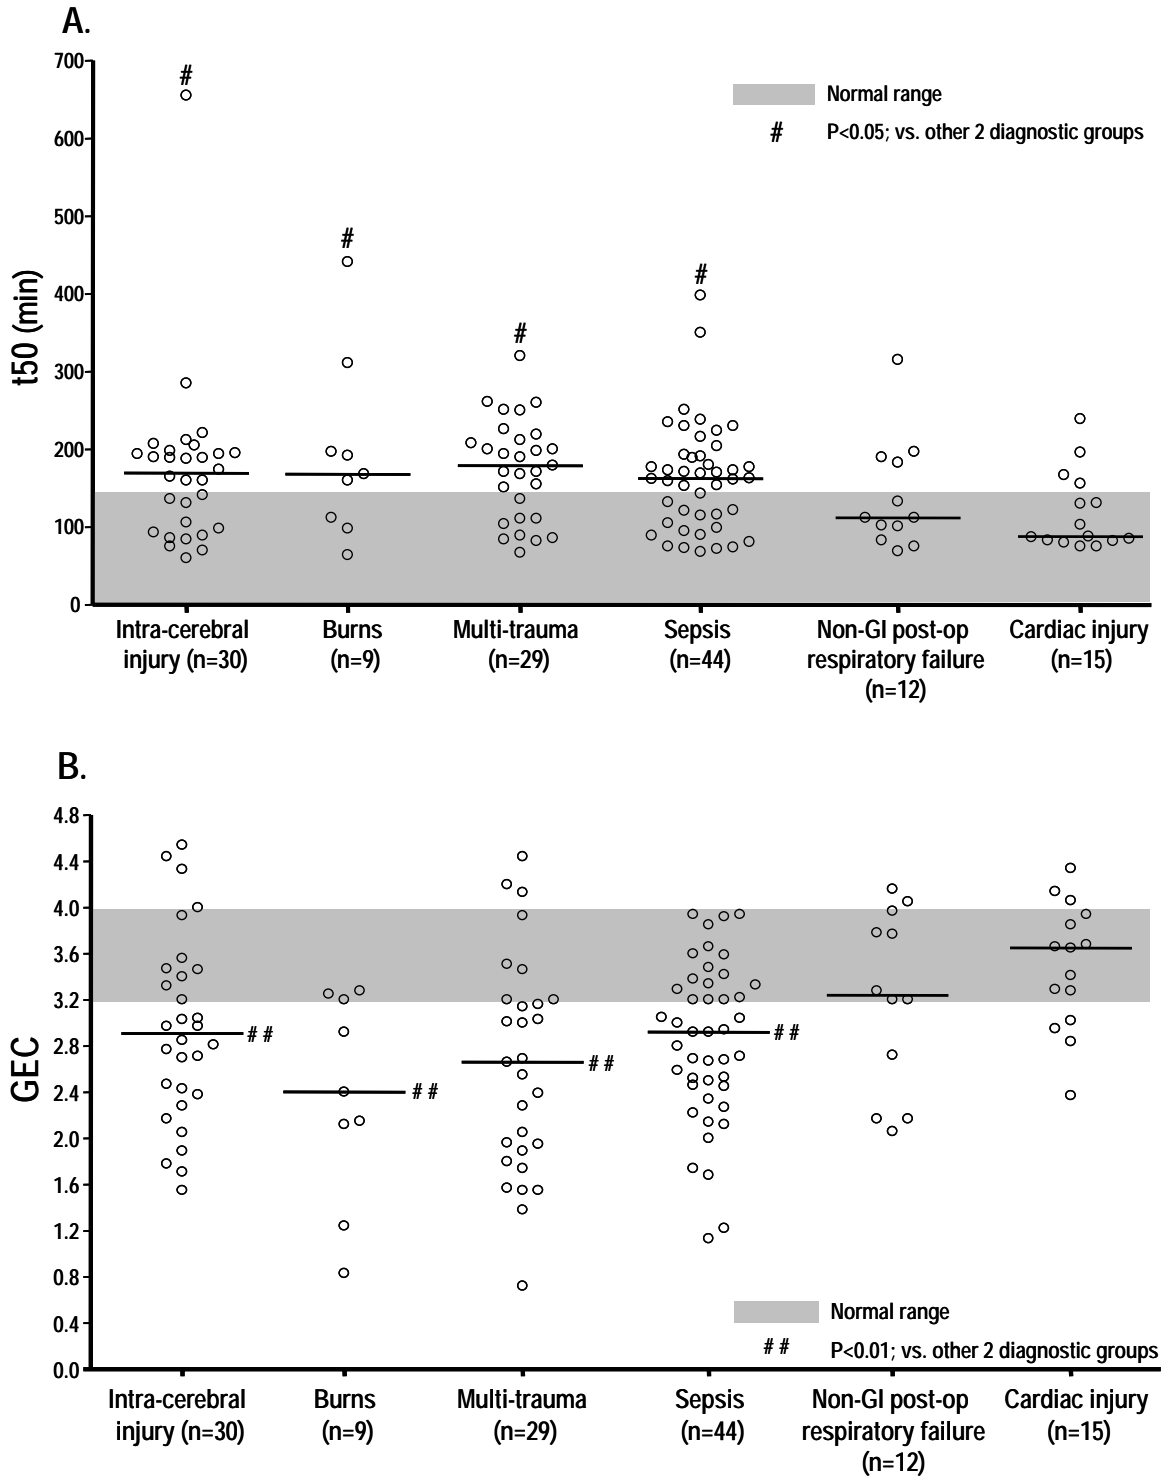 A.
700
600
500
400
300
200
100
0
t50 (min)
#
#
#
#
Normal range
# P<0.05; vs. other 2 diagnostic groups
Intra-cerebral
injury (n=30)
Burns
(n=9)
Multi-trauma
(n=29)
Sepsis
(n=44)
Non-GI post-op
respiratory failure
(n=12)
Cardiac injury
(n=15)
B.
4.8
4.4
4.0
3.6
3.2
2.8
2.4
2.0
1.6
1.2
0.8
0.4
0.0
GEC
# #
# #
# #
# #
Normal range
# # P<0.01; vs. other 2 diagnostic groups
Intra-cerebral
injury (n=30)
Burns
(n=9)
Multi-trauma
(n=29)
Sepsis
(n=44)
Non-GI post-op
respiratory failure
(n=12)
Cardiac injury
(n=15)